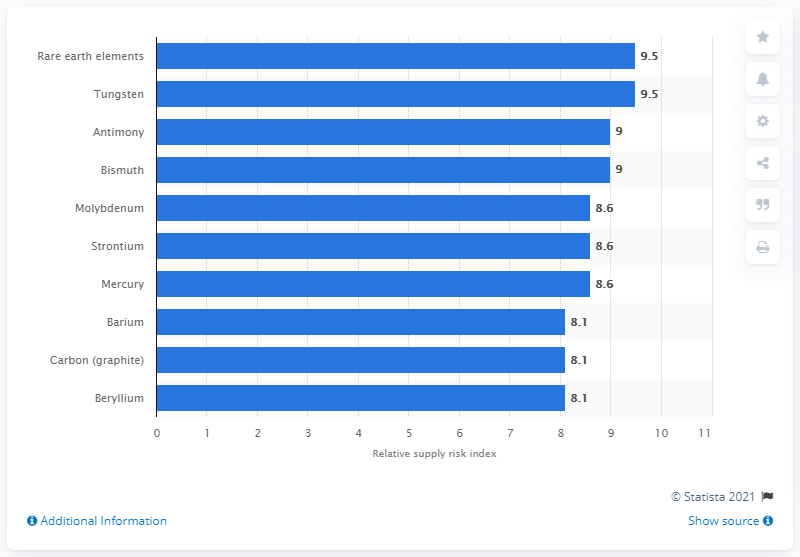 Rare earth elements 9.5
Tungsten 9.5
Antimony 9
Bismuth 9
Molybdenum 8.6
Strontium 8.6
Mercury 8.6
Barium 8.1
Carbon (graphite) 8.1
Beryllium 8.1
0 1 2 3 4 5 6 7 8 9 10 11
Relative supply risk index
© Statista 2021
Additional Information Show source